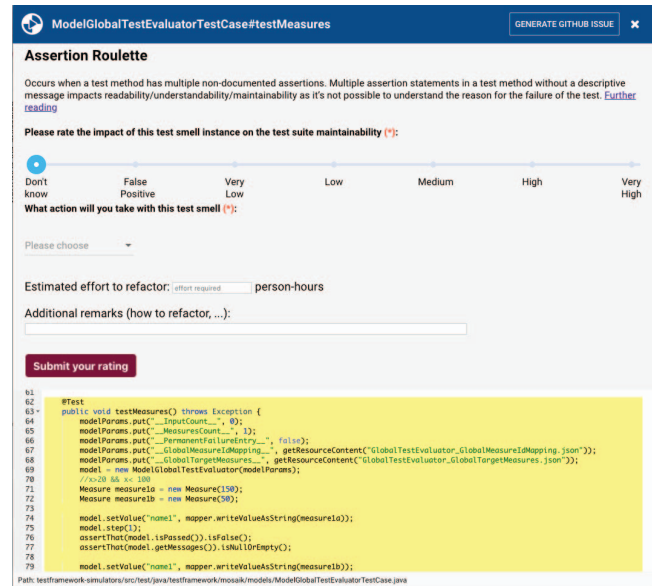 ModelGlobalTestEvaluatorTestCase#testMeasures
GENERATE GITHUB ISSUE ×
Assertion Roulette
Occurs when a test method has multiple non-documented assertions. Multiple assertion statements in a test method without a descriptive
message impacts readability/understandability/maintainability as it's not possible to understand the reason for the failure of the test. Further
reading
Please rate the impact of this test smell instance on the test suite maintainability (*):
Don't know
False Positive
Very Low
Low
Medium
High
Very High
What action will you take with this test smell (*):
Please choose
Estimated effort to refactor: effort required person-hours
Additional remarks (how to refactor, ...):
Submit your rating
61
62 @Test
63 public void testMeasures() throws Exception {
64 modelParams.put("__InputCount__", 0);
65 modelParams.put("__MeasuresCount__", 1);
66 modelParams.put("__PermanentFailureEntry__", false);
67 modelParams.put("__GlobalMeasureIdMapping__", getResourceContent("GlobalTestEvaluator_GlobalMeasureIdMapping.json"));
68 modelParams.put("__GlobalTargetMeasures__", getResourceContent("GlobalTestEvaluator_GlobalTargetMeasures.json"));
69 model = new ModelGlobalTestEvaluator(modelParams);
70 //x>20 && x< 100
71 Measure measure1a = new Measure(150);
72 Measure measure1b = new Measure(50);
73
74 model.setValue("name1", mapper.writeValueAsString(measure1a));
75 model.step(1);
76 assertThat(model.isPassed()).isFalse();
77 assertThat(model.getMessages()).isNullOrEmpty();
78
79 model.setValue("name1", mapper.writeValueAsString(measure1b));
Path: testframework-simulators/src/test/java/testframework/mosaik/models/ModelGlobalTestEvaluatorTestCase.java